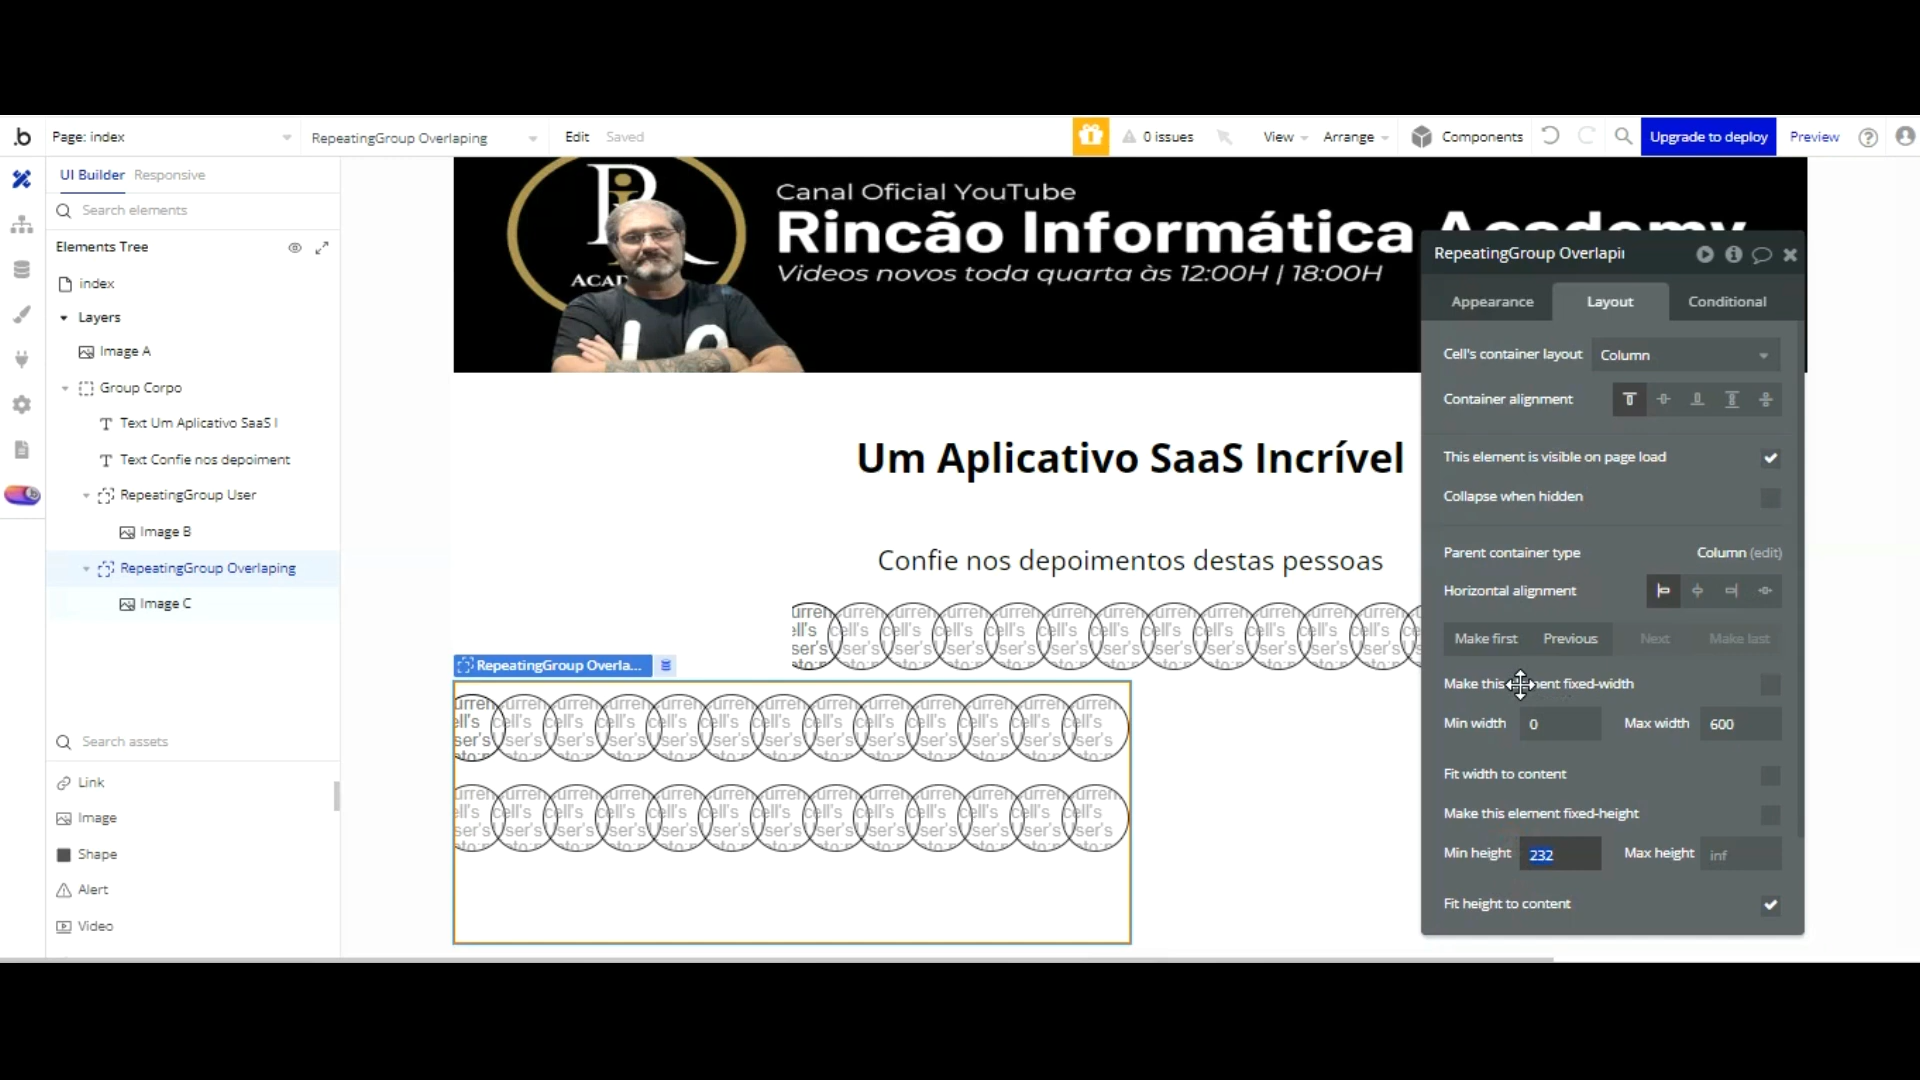 Page: index
RepeatingGroup Overlaping
Edit
Saved
0 issues
View
Arrange
Components
Upgrade to deploy
Preview
UI Builder
Responsive
Search elements
Elements Tree
index
Layers
Image A
Group Corpo
Text Um Aplicativo SaaS I
Text Confie nos depoiment
RepeatingGroup User
Image B
RepeatingGroup Overlaping
Image C
Search assets
Link
Image
Shape
Alert
Video
Canal Oficial YouTube
Rincão Informática Academy
Videos novos toda quarta às 12:00H | 18:00H
Um Aplicativo SaaS Incrível
Confie nos depoimentos destas pessoas
RepeatingGroup Overla...
RepeatingGroup Overlapin
Appearance
Layout
Conditional
Cell's container layout
Column
Container alignment
This element is visible on page load
Collapse when hidden
Parent container type
Column (edit)
Horizontal alignment
Make first
Previous
Next
Make last
Make this element fixed-width
Min width
0
Max width
600
Fit width to content
Make this element fixed-height
Min height
232
Max height
inf
Fit height to content